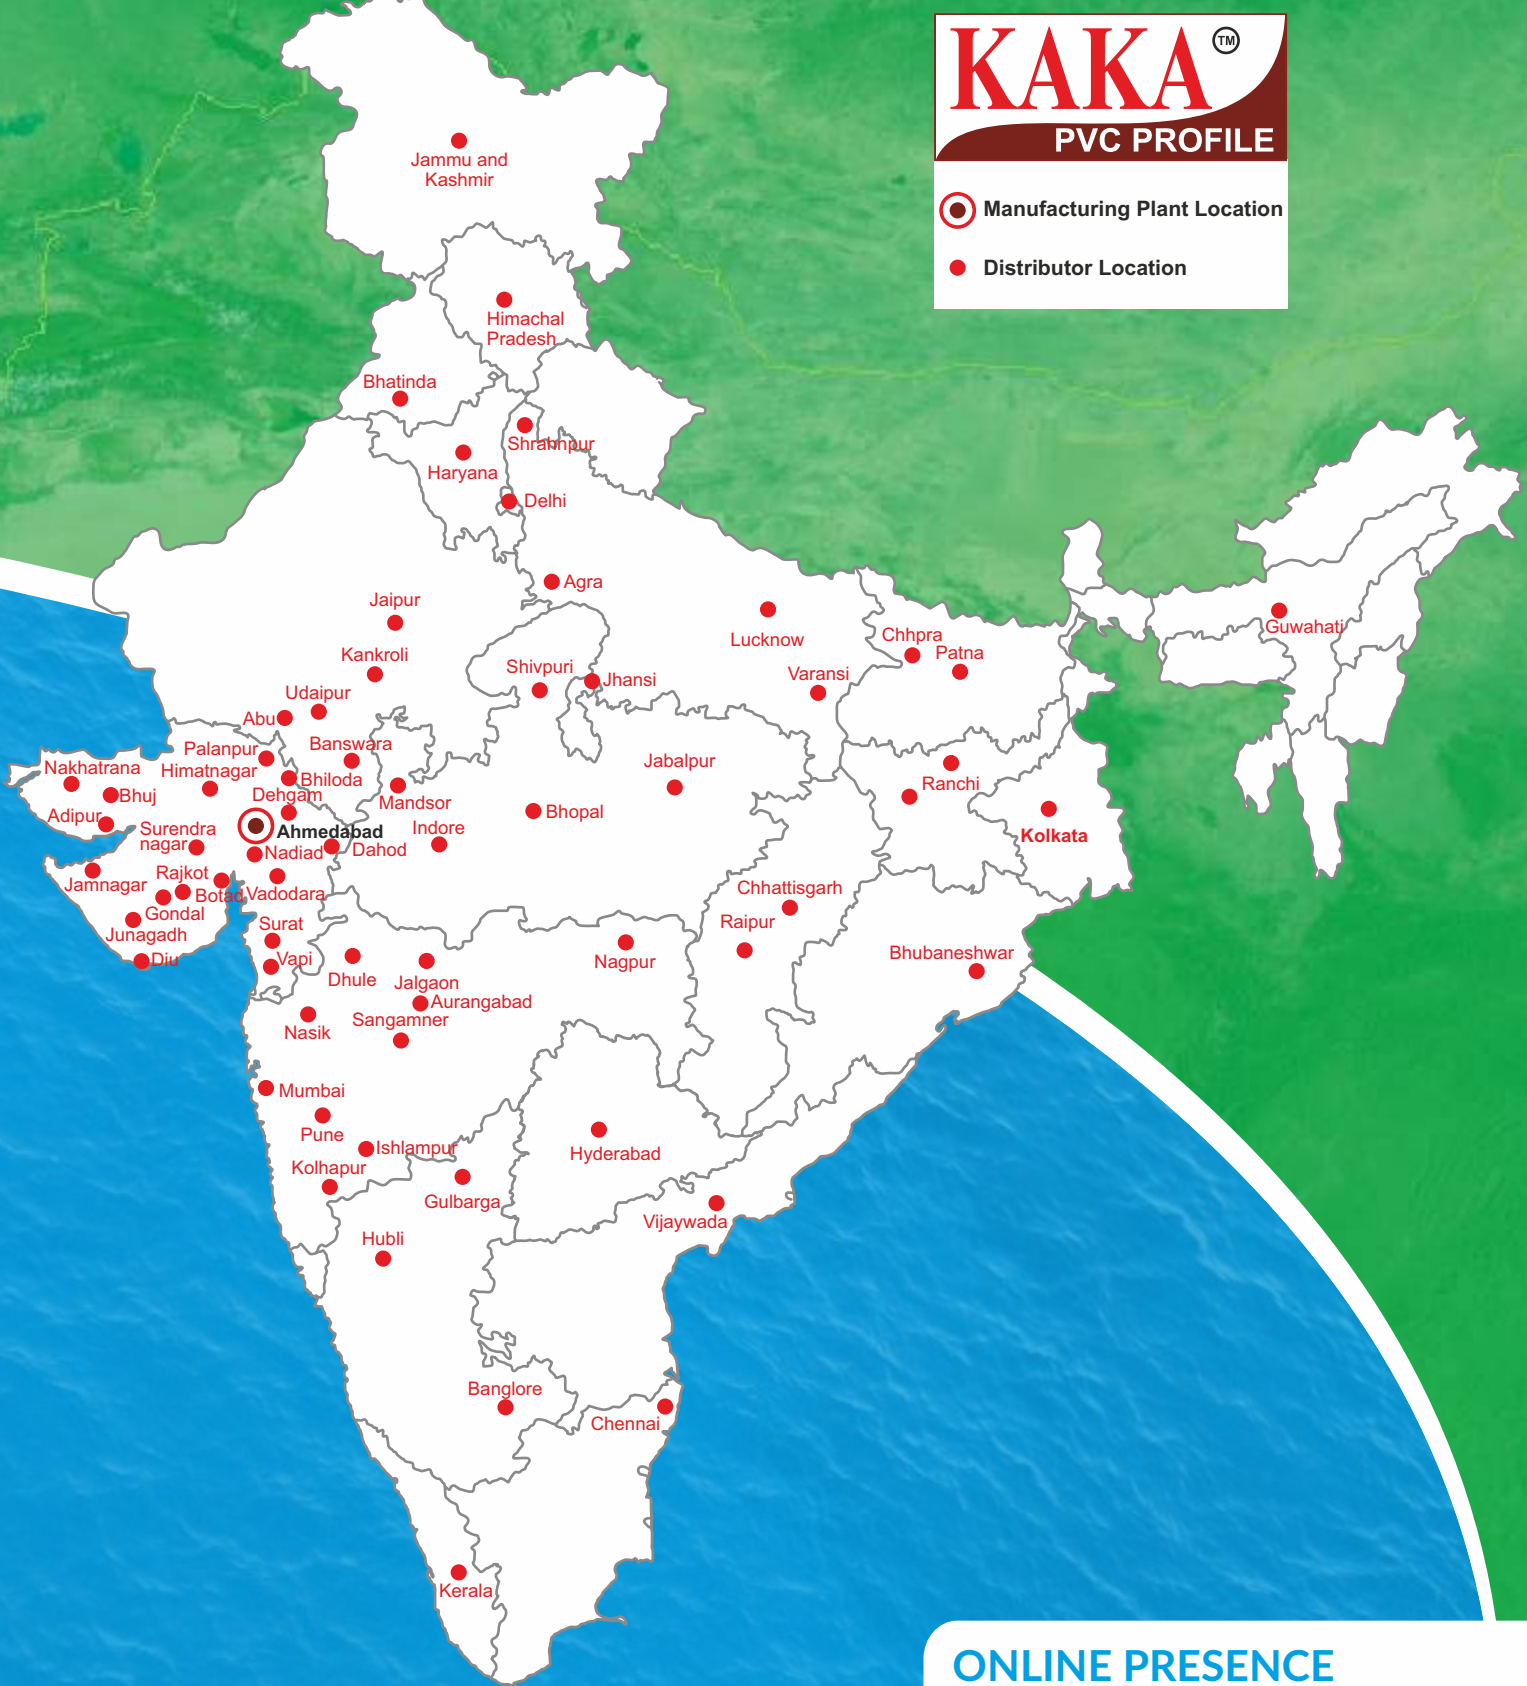 KAKA TM
PVC PROFILE
Manufacturing Plant Location
Distributor Location
Jammu and
Kashmir
Himachal
Pradesh
Bhatinda
Shrahnpur
Haryana
Delhi
Agra
Jaipur
Lucknow
Guwahati
Chhpra
Patna
Kankroli
Shivpuri
Jhansi
Varansi
Udaipur
Abu
Banswara
Palanpur
Himatnagar
Bhiloda
Nakhatrana
Bhuj
Dehgam
Mandsor
Jabalpur
Ranchi
Adipur
Surendra
nagar
Ahmedabad
Indore
Bhopal
Kolkata
Nadiad
Dahod
Jamnagar
Rajkot
Botad
Vadodara
Chhattisgarh
Gondal
Junagadh
Surat
Raipur
Diu
Vapi
Dhule
Jalgaon
Nagpur
Bhubaneshwar
Aurangabad
Sangamner
Nasik
Mumbai
Pune
Ishlampur
Hyderabad
Kolhapur
Gulbarga
Vijaywada
Hubli
Banglore
Chennai
Kerala
ONLINE PRESENCE